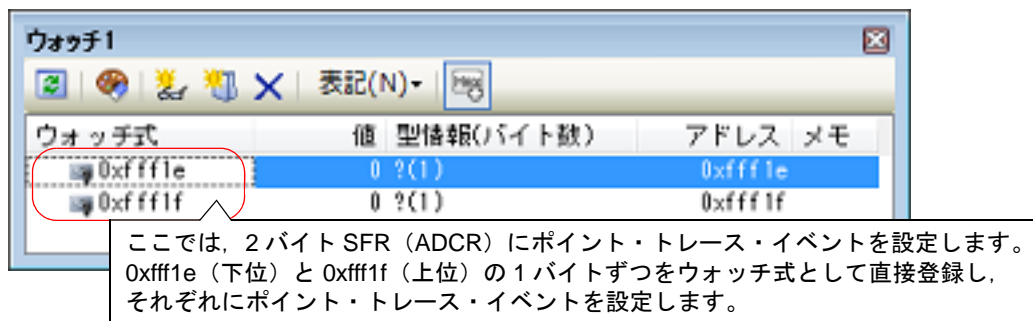 ウォッチ1
表記(N)
Hex
ウォッチ式 値 型情報(バイト数) アドレス メモ
0xfff1e 0 ?(1) 0xfff1e
0xfff1f 0 ?(1) 0xfff1f
ここでは，2 バイト SFR（ADCR）にポイント・トレース・イベントを設定します。
0xfff1e（下位）と 0xfff1f（上位）の 1 バイトずつをウォッチ式として直接登録し，
それぞれにポイント・トレース・イベントを設定します。